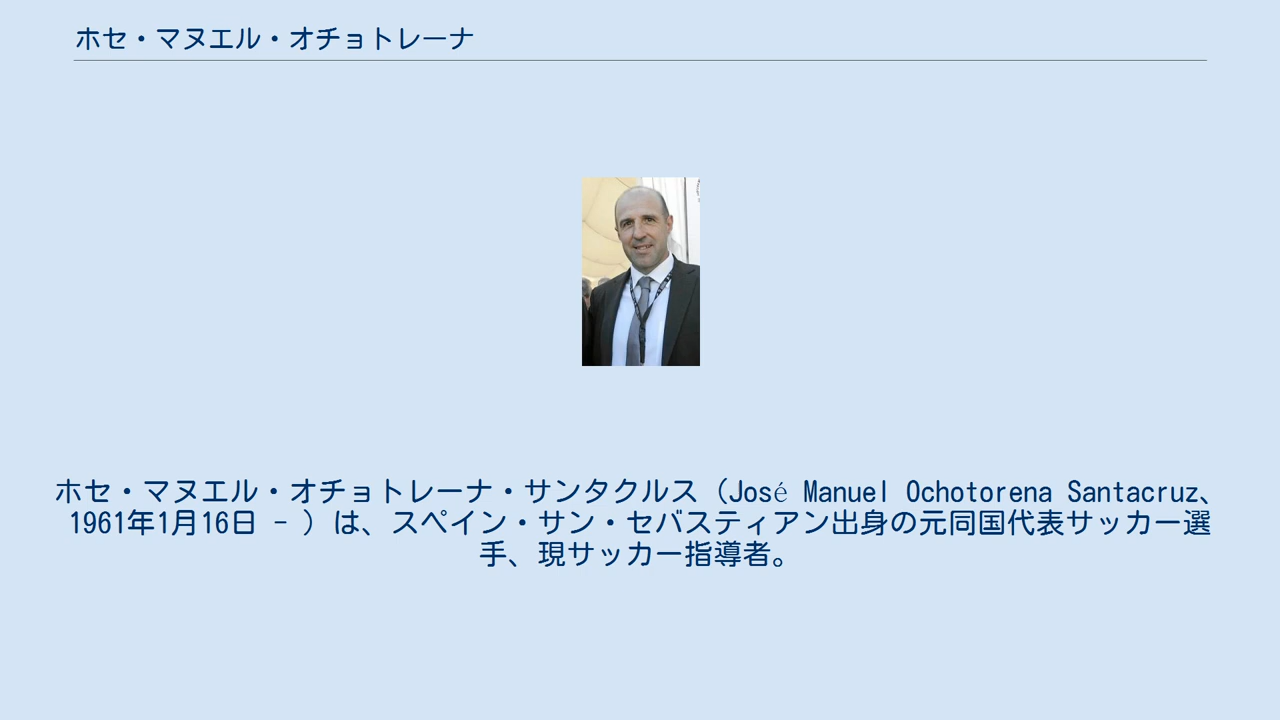 ホセ・マヌエル・オチョトレーナ
ホセ・マヌエル・オチョトレーナ・サンタクルス（José Manuel Ochotorena Santacruz、
1961年1月16日 - ）は、スペイン・サン・セバスティアン出身の元同国代表サッカー選
手、現サッカー指導者。